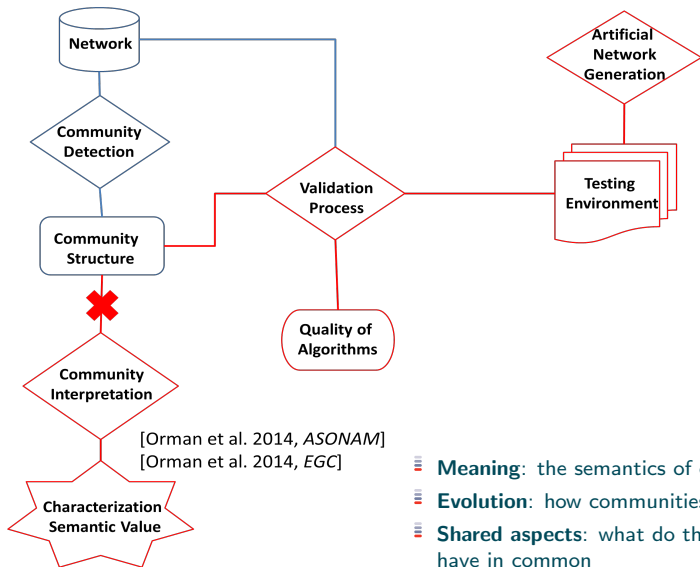 Network
Artificial
Network
Generation
Community
Detection
Validation
Process
Testing
Environment
Community
Structure
Quality of
Algorithms
Community
Interpretation
[Orman et al. 2014, ASONAM]
[Orman et al. 2014, EGC]
Characterization
Semantic Value
Meaning: the semantics of
Evolution: how communities
Shared aspects: what do
have in common